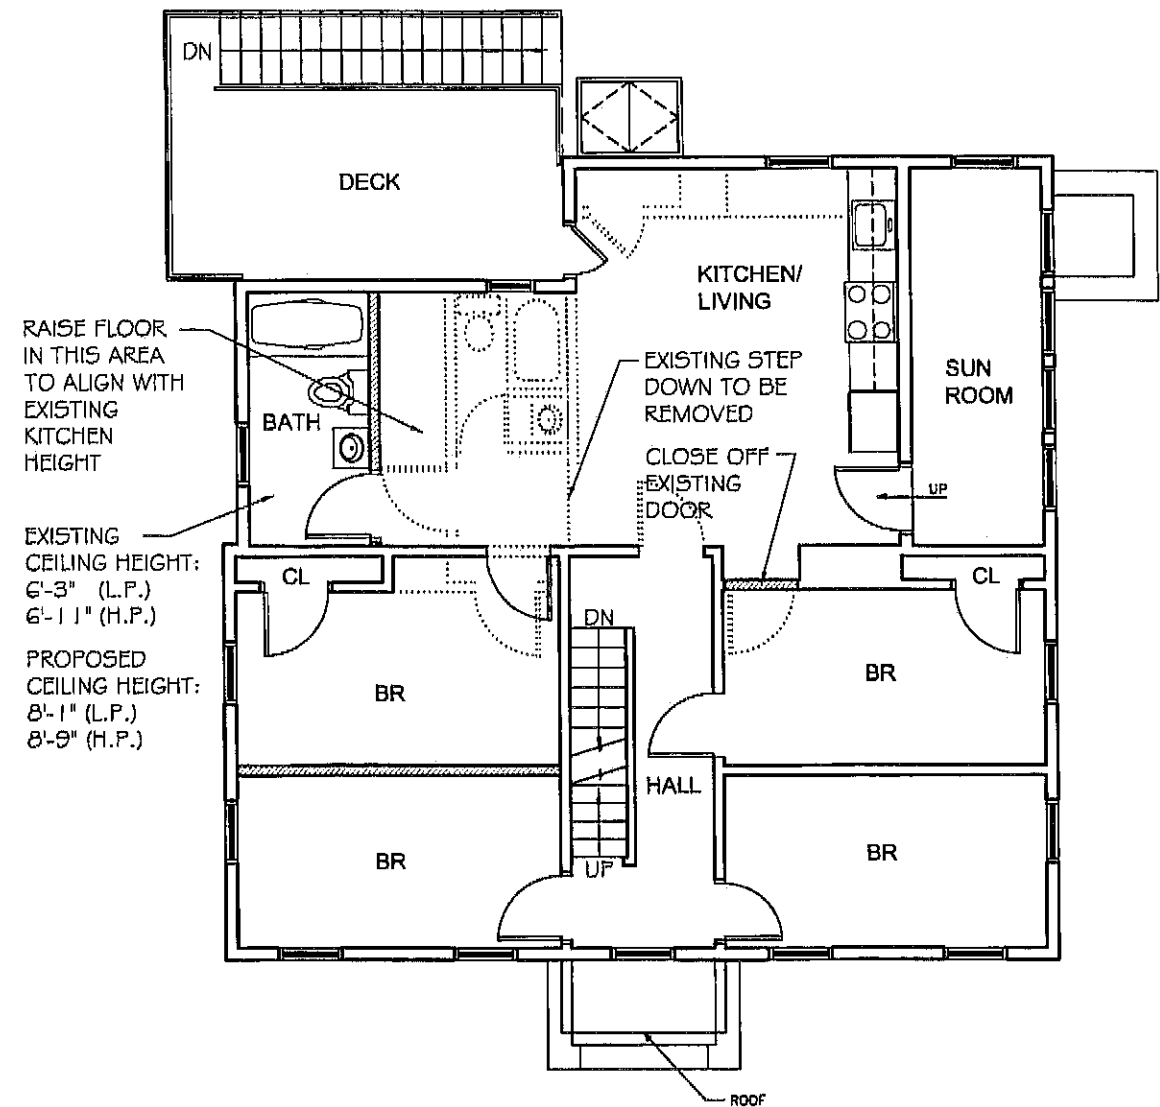 DN
DECK
KITCHEN/
LIVING
RAISE FLOOR
IN THIS AREA
TO ALIGN WITH
EXISTING
KITCHEN
HEIGHT
EXISTING STEP
DOWN TO BE
REMOVED
SUN
ROOM
BATH
CLOSE OFF
EXISTING
DOOR
UP
EXISTING
CEILING HEIGHT:
6'-3" (L.P.)
6'-11" (H.P.)
CL
CL
DN
PROPOSED
CEILING HEIGHT:
8'-1" (L.P.)
8'-9" (H.P.)
BR
BR
HALL
BR
BR
UP
ROOF